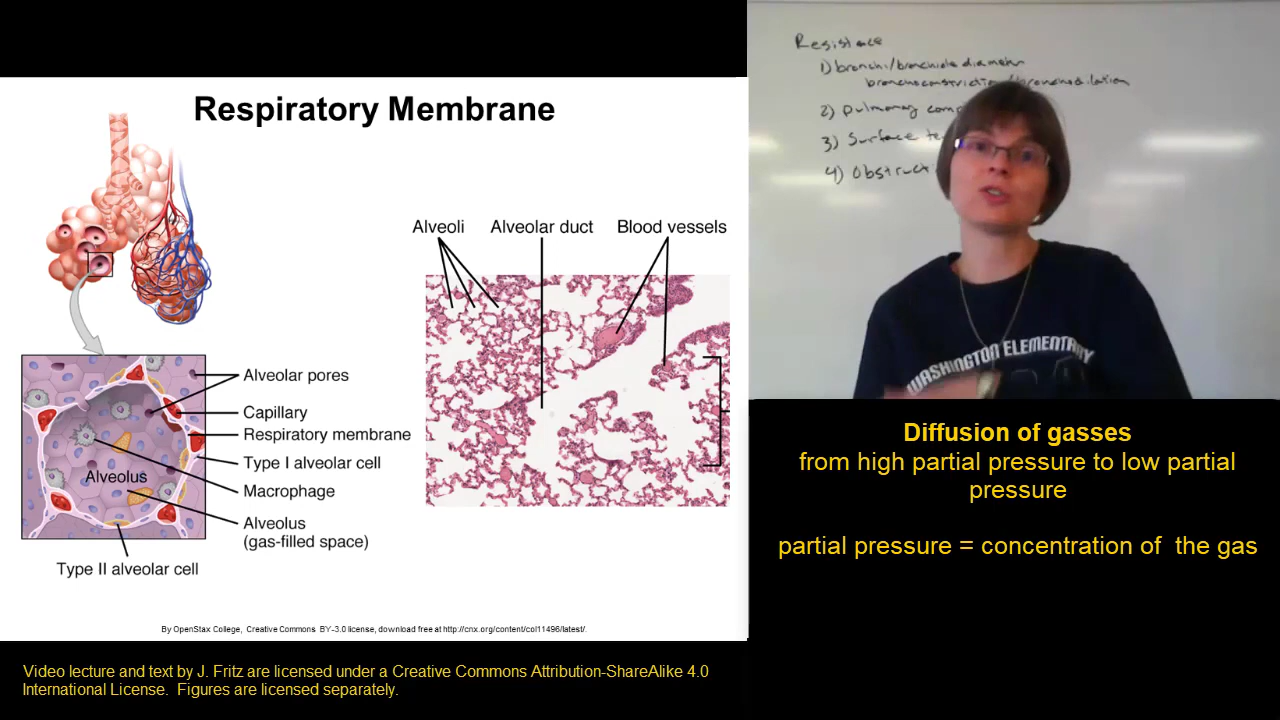 Respiratory Membrane
Alveoli
Alveolar duct
Blood vessels
Alveolar pores
Capillary
Respiratory membrane
Type I alveolar cell
Macrophage
Alveolus
Alveolus
(gas-filled space)
Type II alveolar cell
By OpenStax College, Creative Commons BY-3.0 license, download free at http://cnx.org/content/col11496/latest/.
Video lecture and text by J. Fritz are licensed under a Creative Commons Attribution-ShareAlike 4.0
International License. Figures are licensed separately.
Resistance
1) bronchi/bronchiole diameter
bronchoconstriction/bronchodilation
2) Pulmonary comp
3) Surface te
4) Obstruct
WASHINGTON ELEMENTARY
Diffusion of gasses
from high partial pressure to low partial
pressure
partial pressure = concentration of the gas